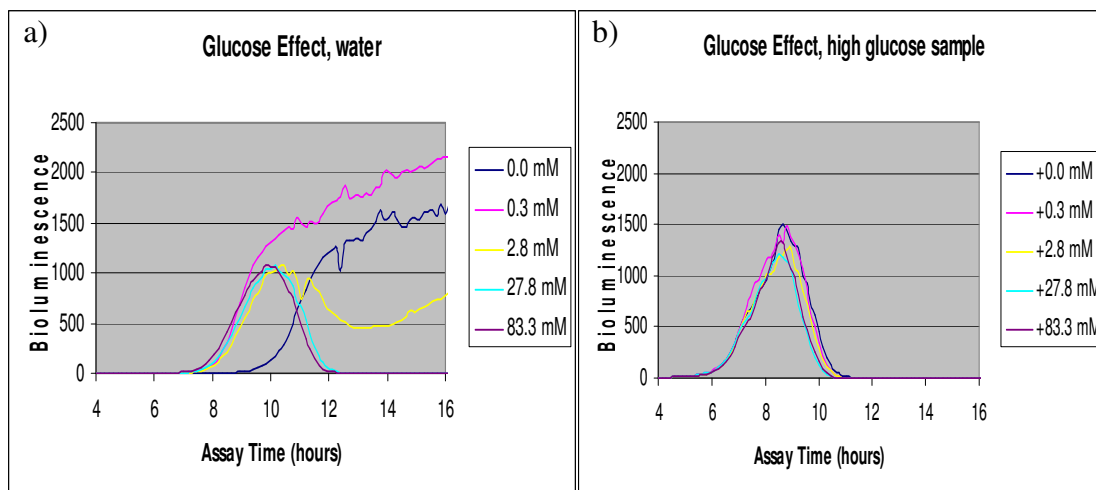 a)
Glucose Effect, water
Bioluminescence
2500
2000
1500
1000
500
0
4 6 8 10 12 14 16
Assay Time (hours)
0.0 mM
0.3 mM
2.8 mM
27.8 mM
83.3 mM
b)
Glucose Effect, high glucose sample
Bioluminescence
2500
2000
1500
1000
500
0
4 6 8 10 12 14 16
Assay Time (hours)
+0.0 mM
+0.3 mM
+2.8 mM
+27.8 mM
+83.3 mM